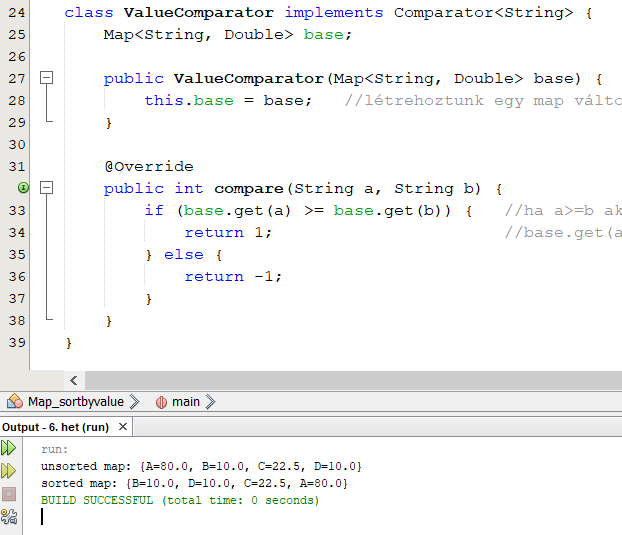 24 class ValueComparator implements Comparator<String> {
25 Map<String, Double> base;
26
27 public ValueComparator(Map<String, Double> base) {
28 this.base = base; //létrehoztunk egy mapválto
29 }
30
31 @Override
public int compare(String a, String b) {
33 if (base.get(a) >= base.get(b)) { //ha a>=b ak
34 return 1; //base.get(a
35 } else {
36 return -1;
37 }
38 }
39 }
Map_sortbyvalue main
Output - 6. het (run) ×
run:
unsorted map: {A=80.0, B=10.0, C=22.5, D=10.0}
sorted map: {B=10.0, D=10.0, C=22.5, A=80.0}
BUILD SUCCESSFUL (total time: 0 seconds)